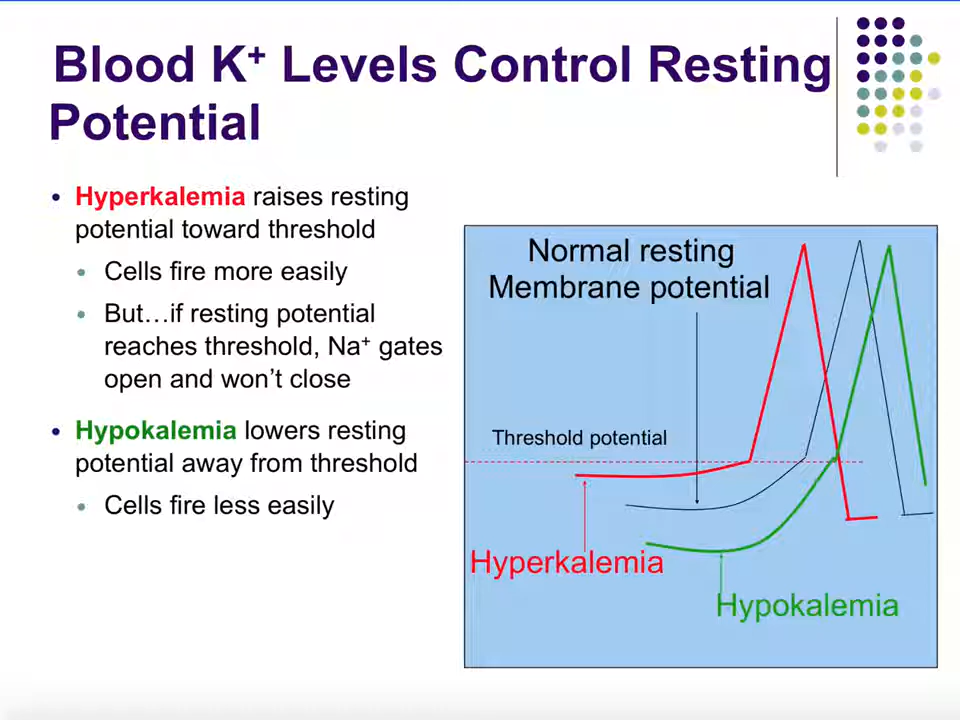 Blood K⁺ Levels Control Resting
Potential
• Hyperkalemia raises resting
potential toward threshold
• Cells fire more easily
• But…if resting potential
reaches threshold, Na⁺ gates
open and won’t close
• Hypokalemia lowers resting
potential away from threshold
• Cells fire less easily
Normal resting
Membrane potential
Threshold potential
Hyperkalemia
Hypokalemia